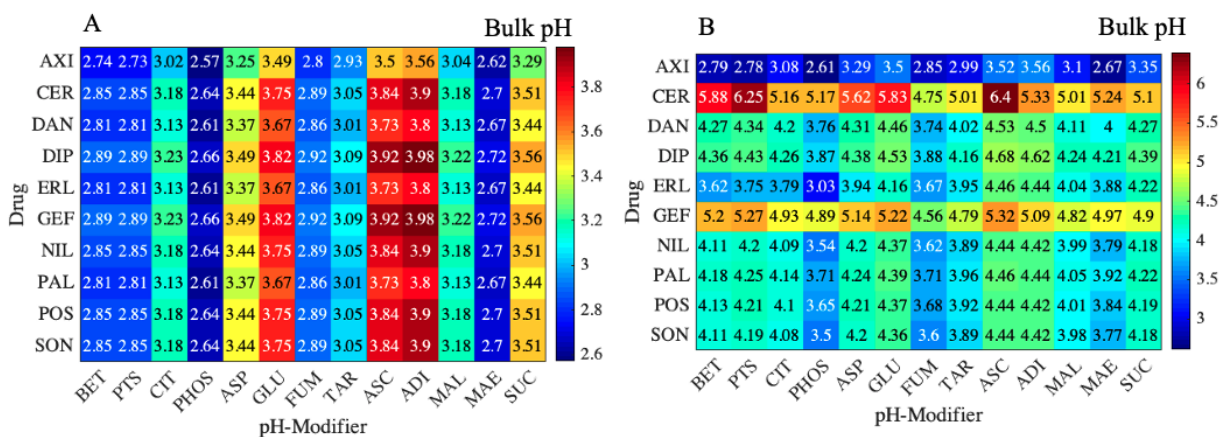 A
Bulk pH
Drug
AXI 2.74 2.73 3.02 2.57 3.25 3.49 2.8 2.93 3.5 3.56 3.04 2.62 3.29
CER 2.85 2.85 3.18 2.64 3.44 3.75 2.89 3.05 3.84 3.9 3.18 2.7 3.51
DAN 2.81 2.81 3.13 2.61 3.37 3.67 2.86 3.01 3.73 3.8 3.13 2.67 3.44
DIP 2.89 2.89 3.23 2.66 3.49 3.82 2.92 3.09 3.92 3.98 3.22 2.72 3.56
ERL 2.81 2.81 3.13 2.61 3.37 3.67 2.86 3.01 3.73 3.8 3.13 2.67 3.44
GEF 2.89 2.89 3.23 2.66 3.49 3.82 2.92 3.09 3.92 3.98 3.22 2.72 3.56
NIL 2.85 2.85 3.18 2.64 3.44 3.75 2.89 3.05 3.84 3.9 3.18 2.7 3.51
PAL 2.81 2.81 3.13 2.61 3.37 3.67 2.86 3.01 3.73 3.8 3.13 2.67 3.44
POS 2.85 2.85 3.18 2.64 3.44 3.75 2.89 3.05 3.84 3.9 3.18 2.7 3.51
SON 2.85 2.85 3.18 2.64 3.44 3.75 2.89 3.05 3.84 3.9 3.18 2.7 3.51
BET PTS CIT PHOS ASP GLU FUM TAR ASC ADI MAL MAE SUC
pH-Modifier
3.8
3.6
3.4
3.2
3
2.8
2.6
B
Bulk pH
Drug
AXI 2.79 2.78 3.08 2.61 3.29 3.5 2.85 2.99 3.52 3.56 3.1 2.67 3.35
CER 5.88 6.25 5.16 5.17 5.62 5.83 4.75 5.01 6.4 5.33 5.01 5.24 5.1
DAN 4.27 4.34 4.2 3.76 4.31 4.46 3.74 4.02 4.53 4.5 4.11 4 4.27
DIP 4.36 4.43 4.26 3.87 4.38 4.53 3.88 4.16 4.68 4.62 4.24 4.21 4.39
ERL 3.62 3.75 3.79 3.03 3.94 4.16 3.67 3.95 4.46 4.44 4.04 3.88 4.22
GEF 5.2 5.27 4.93 4.89 5.14 5.22 4.56 4.79 5.32 5.09 4.82 4.97 4.9
NIL 4.11 4.2 4.09 3.54 4.2 4.37 3.62 3.89 4.44 4.42 3.99 3.79 4.18
PAL 4.18 4.25 4.14 3.71 4.24 4.39 3.71 3.96 4.46 4.44 4.05 3.92 4.22
POS 4.13 4.21 4.1 3.65 4.21 4.37 3.68 3.92 4.44 4.42 4.01 3.84 4.19
SON 4.11 4.19 4.08 3.5 4.2 4.36 3.6 3.89 4.44 4.42 3.98 3.77 4.18
BET PTS CIT PHOS ASP GLU FUM TAR ASC ADI MAL MAE SUC
pH-Modifier
6
5.5
5
4.5
4
3.5
3